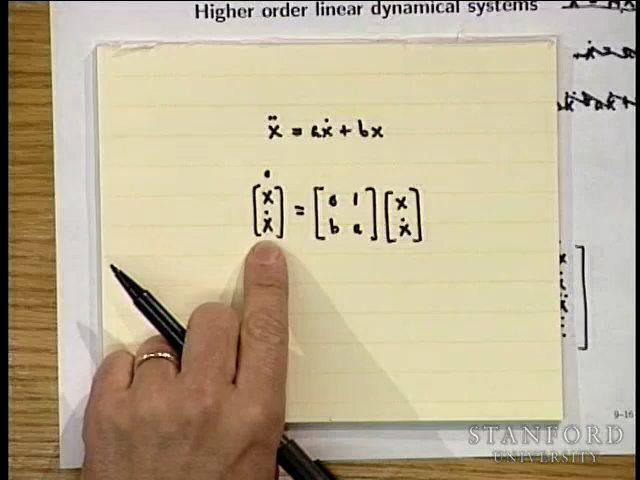 Higher order linear dynamical systems
ẍ = aẋ + bx
[x ẋ]˙ = [0 1; b a] [x ẋ]
9-16
STANFORD
UNIVERSITY